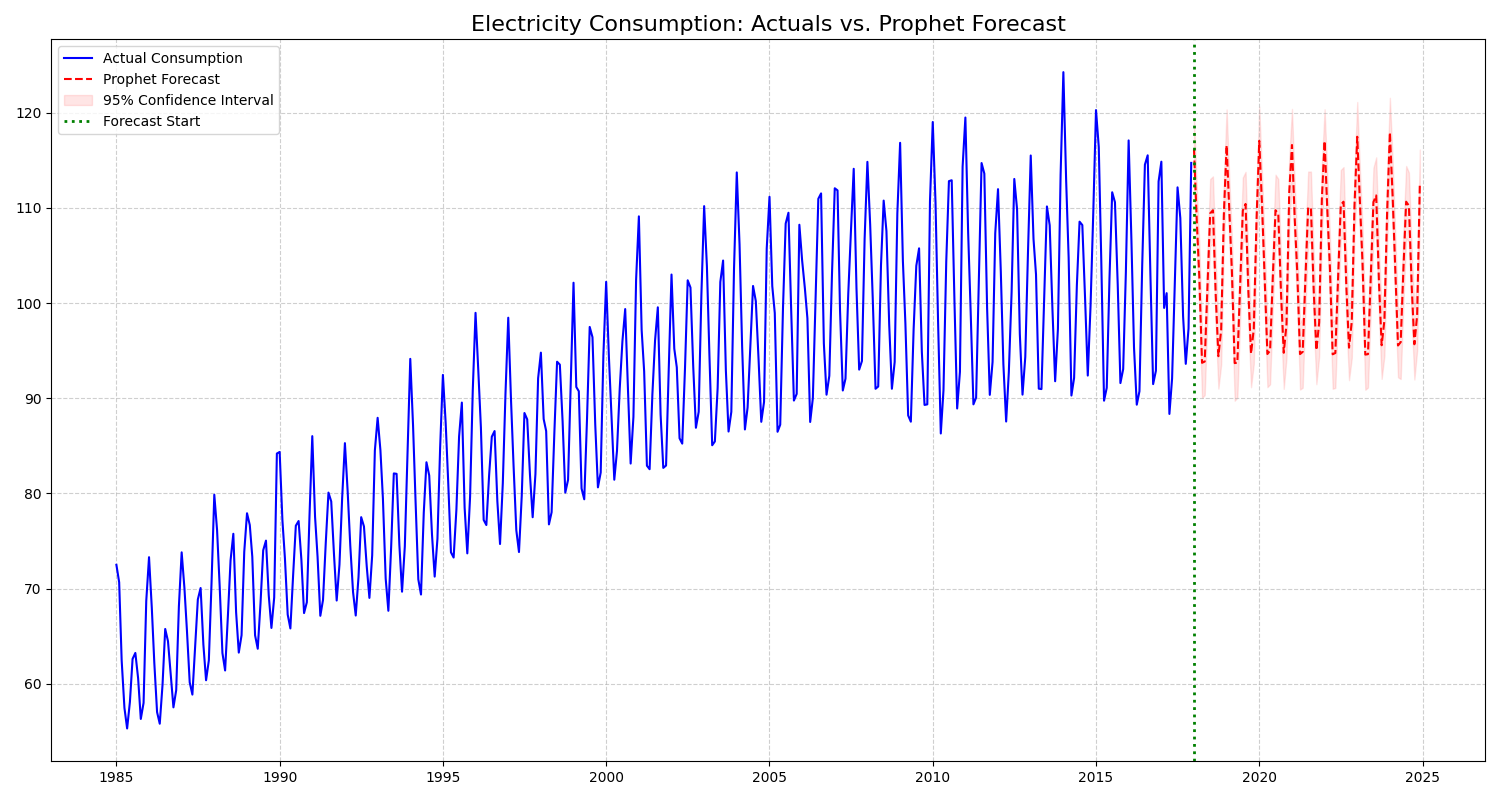 Electricity Consumption: Actuals vs. Prophet Forecast
Actual Consumption
Prophet Forecast
95% Confidence Interval
Forecast Start
120
110
100
90
80
70
60
1985 1990 1995 2000 2005 2010 2015 2020 2025